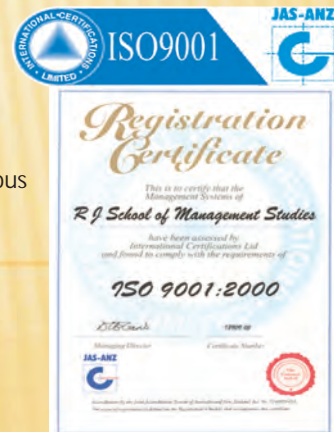 JAS-ANZ
INTERNATIONAL CERTIFICATIONS
LIMITED
ISO9001
Registration
Certificate
This is to certify that the
Management Systems of
R J School of Management Studies
have been assessed by
International Certifications Ltd
and found to comply with the requirements of
ISO 9001:2000
Managing Director
Certificate Number
JAS-ANZ